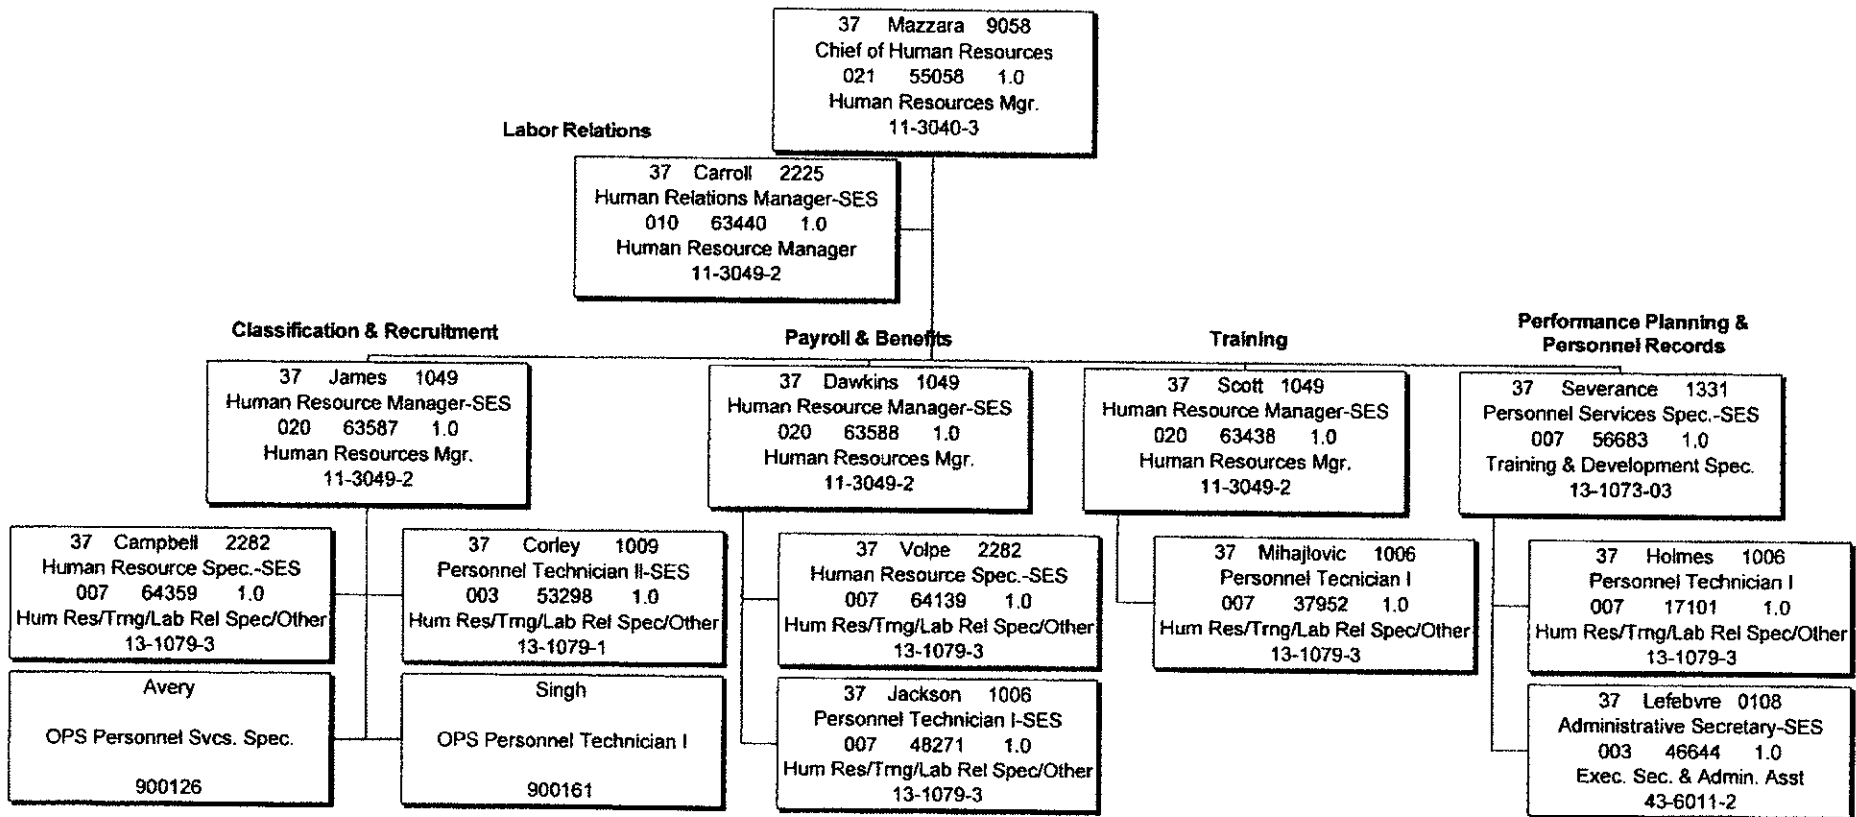 37 Mazzara 9058
Chief of Human Resources
021 55058 1.0
Human Resources Mgr.
11-3040-3
Labor Relations
37 Carroll 2225
Human Relations Manager-SES
010 63440 1.0
Human Resource Manager
11-3049-2
Classification & Recruitment
37 James 1049
Human Resource Manager-SES
020 63587 1.0
Human Resources Mgr.
11-3049-2
37 Campbell 2282
Human Resource Spec.-SES
007 64359 1.0
Hum Res/Trng/Lab Rel Spec/Other
13-1079-3
37 Corley 1009
Personnel Technician II-SES
003 53298 1.0
Hum Res/Trng/Lab Rel Spec/Other
13-1079-1
Avery
OPS Personnel Svcs. Spec.
900126
Singh
OPS Personnel Technician I
900161
Payroll & Benefits
37 Dawkins 1049
Human Resource Manager-SES
020 63588 1.0
Human Resources Mgr.
11-3049-2
37 Volpe 2282
Human Resource Spec.-SES
007 64139 1.0
Hum Res/Trng/Lab Rel Spec/Other
13-1079-3
37 Jackson 1006
Personnel Technician I-SES
007 48271 1.0
Hum Res/Trng/Lab Rel Spec/Other
13-1079-3
Training
37 Scott 1049
Human Resource Manager-SES
020 63438 1.0
Human Resources Mgr.
11-3049-2
37 Mihajlovic 1006
Personnel Tecnician I
007 37952 1.0
Hum Res/Trng/Lab Rel Spec/Other
13-1079-3
Performance Planning &
Personnel Records
37 Severance 1331
Personnel Services Spec.-SES
007 56683 1.0
Training & Development Spec.
13-1073-03
37 Holmes 1006
Personnel Technician I
007 17101 1.0
Hum Res/Trng/Lab Rel Spec/Other
13-1079-3
37 Lefebvre 0108
Administrative Secretary-SES
003 46644 1.0
Exec. Sec. & Admin. Asst
43-6011-2